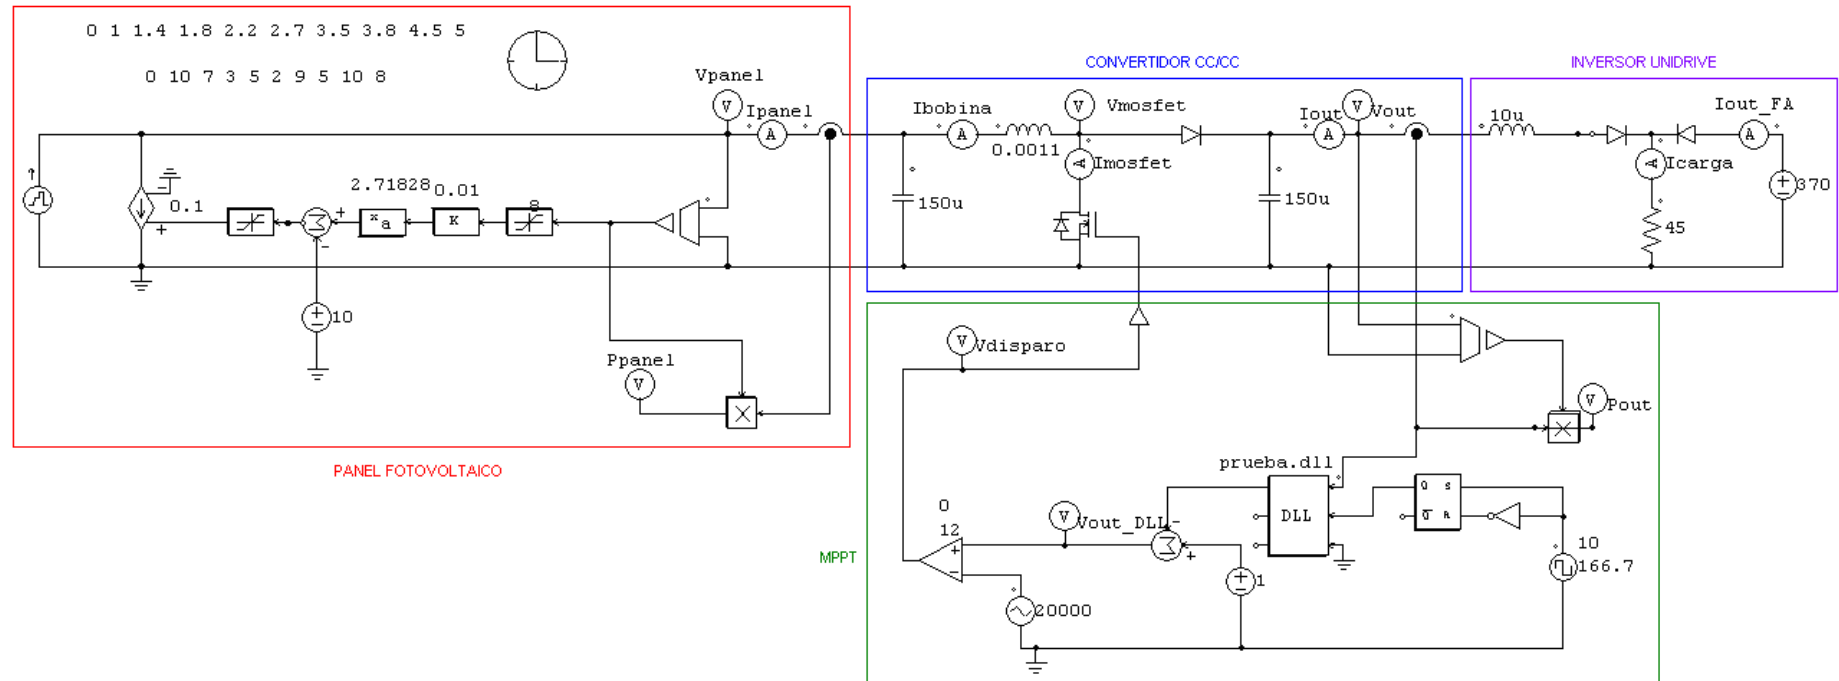 0 1 1.4 1.8 2.2 2.7 3.5 3.8 4.5 5
0 10 7 3 5 2 9 5 10 8
Vpanel
V
Ipanel
A
2.71828
0.01
0.1
8
x a
K
10
Ppanel
V
X
PANEL FOTOVOLTAICO
CONVERTIDOR CC/CC
Ibobina
A
0.0011
V
Vmosfet
A
Imosfet
Iout
A
V
Vout
150u
150u
INVERSOR UNIDRIVE
10u
Iout_FA
A
A
Icarga
370
45
MPPT
V
Vdisparo
V
Pout
X
prueba.dll
DLL
Q S
Q R
0
12
V
Vout_DLL
Σ
1
20000
10
166.7